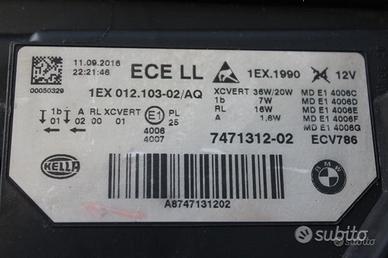 11.09.2016
22:21:46
00050329
ECE LL
1EX.1990
12V
1EX 012.103-02/AQ
XCVERT 36W/20W MD E1 4006C
1b 7W MD E1 4006D
RL 16W MD E1 4006E
A 1,6W MD E1 4006F
MD E1 4006G
1b A RL XCVERT E1 PL
01 02 00 01 02 25
4006
4007
7471312-02 ECV786
HELLA
BMW
A8747131202
subito
subito.it